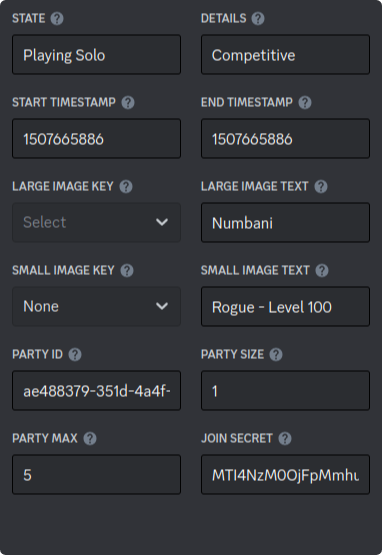 STATE DETAILS
Playing Solo Competitive
START TIMESTAMP END TIMESTAMP
1507665886 1507665886
LARGE IMAGE KEY LARGE IMAGE TEXT
Select Numbani
SMALL IMAGE KEY SMALL IMAGE TEXT
None Rogue - Level 100
PARTY ID PARTY SIZE
ae488379-351d-4a4f- 1
PARTY MAX JOIN SECRET
5 MTI4NzM0OjFpMmhu